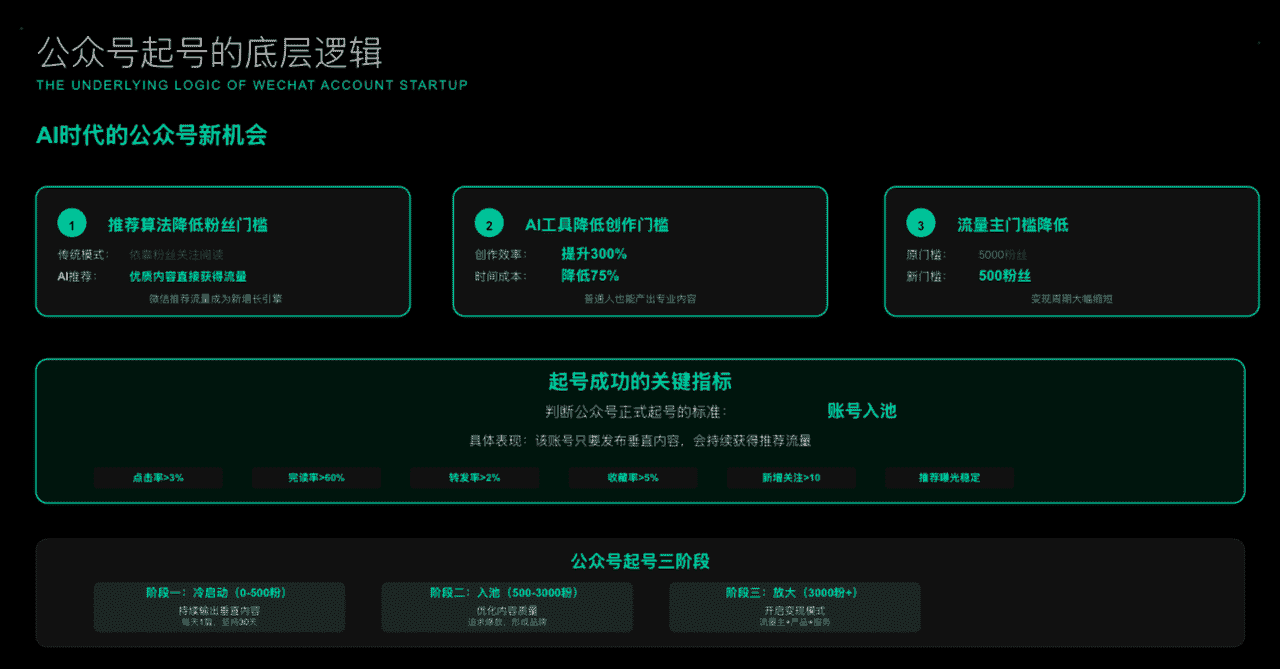 公众号起号的底层逻辑
THE UNDERLYING LOGIC OF WECHAT ACCOUNT STARTUP
AI时代的公众号新机会
1 推荐算法降低粉丝门槛
传统模式: 依靠粉丝关注阅读
AI推荐: 优质内容直接获得流量
微信推荐流量成为新增长引擎
2 AI工具降低创作门槛
创作效率: 提升300%
时间成本: 降低75%
普通人也能产出专业内容
3 流量主门槛降低
原门槛: 5000粉丝
新门槛: 500粉丝
变现周期大幅缩短
起号成功的关键指标
判断公众号正式起号的标准: 账号入池
具体表现: 该账号只要发布垂直内容, 会持续获得推荐流量
点击率>3% 完读率>60% 转发率>2% 收藏率>5% 新增关注>10 推荐曝光稳定
公众号起号三阶段
阶段一: 冷启动 (0-500粉)
持续输出垂直内容
每天1篇, 坚持30天
阶段二: 入池 (500-3000粉)
优化内容质量
追求爆款, 形成品牌
阶段三: 放大 (3000粉+)
开启变现模式
流量主+产品+服务